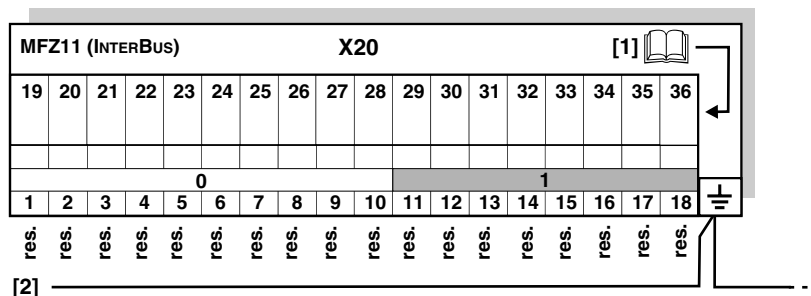 MFZ11 (INTERBUS) X20 [1]
19 20 21 22 23 24 25 26 27 28 29 30 31 32 33 34 35 36
0 1
1 2 3 4 5 6 7 8 9 10 11 12 13 14 15 16 17 18
res. res. res. res. res. res. res. res. res. res. res. res. res. res. res. res. res. res.
[2]